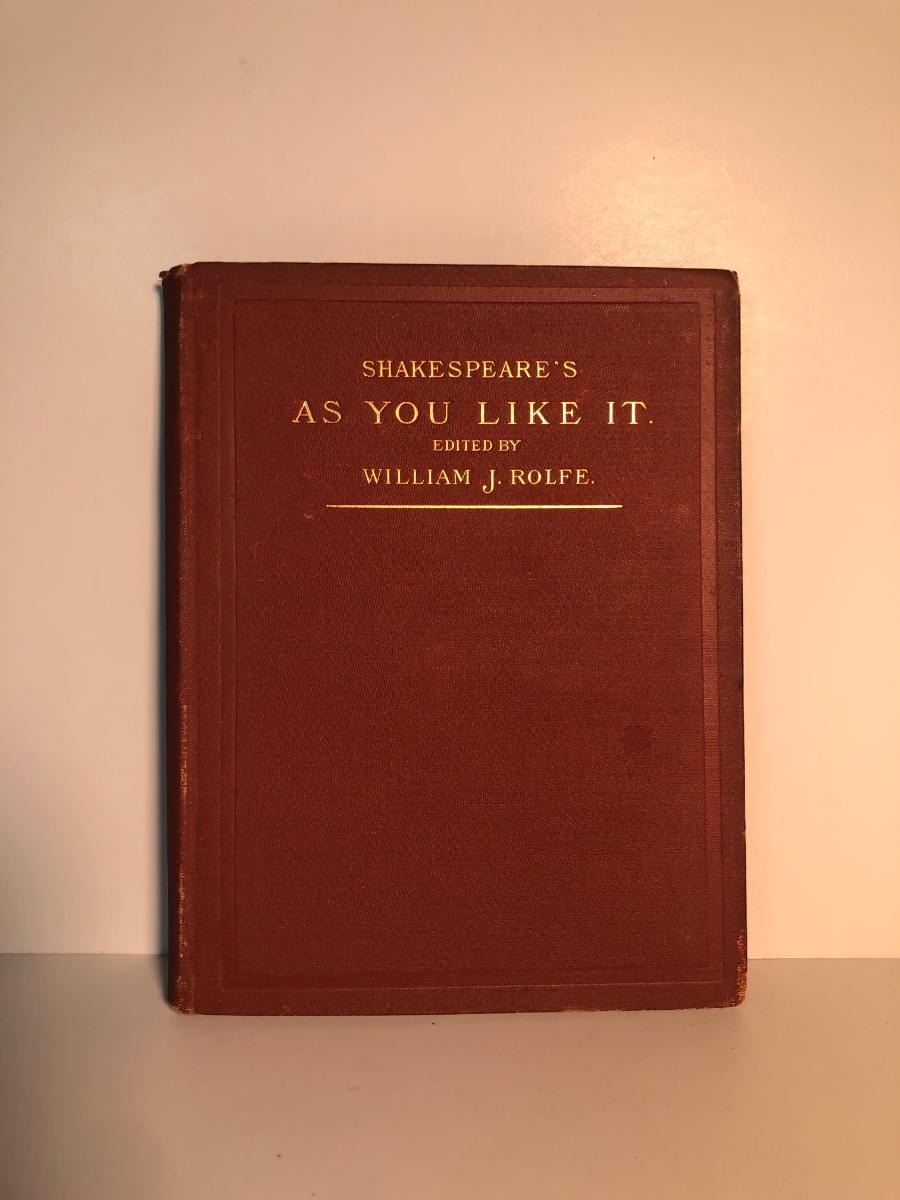 SHAKESPEARE'S
AS YOU LIKE IT.
EDITED BY
WILLIAM J. ROLFE.